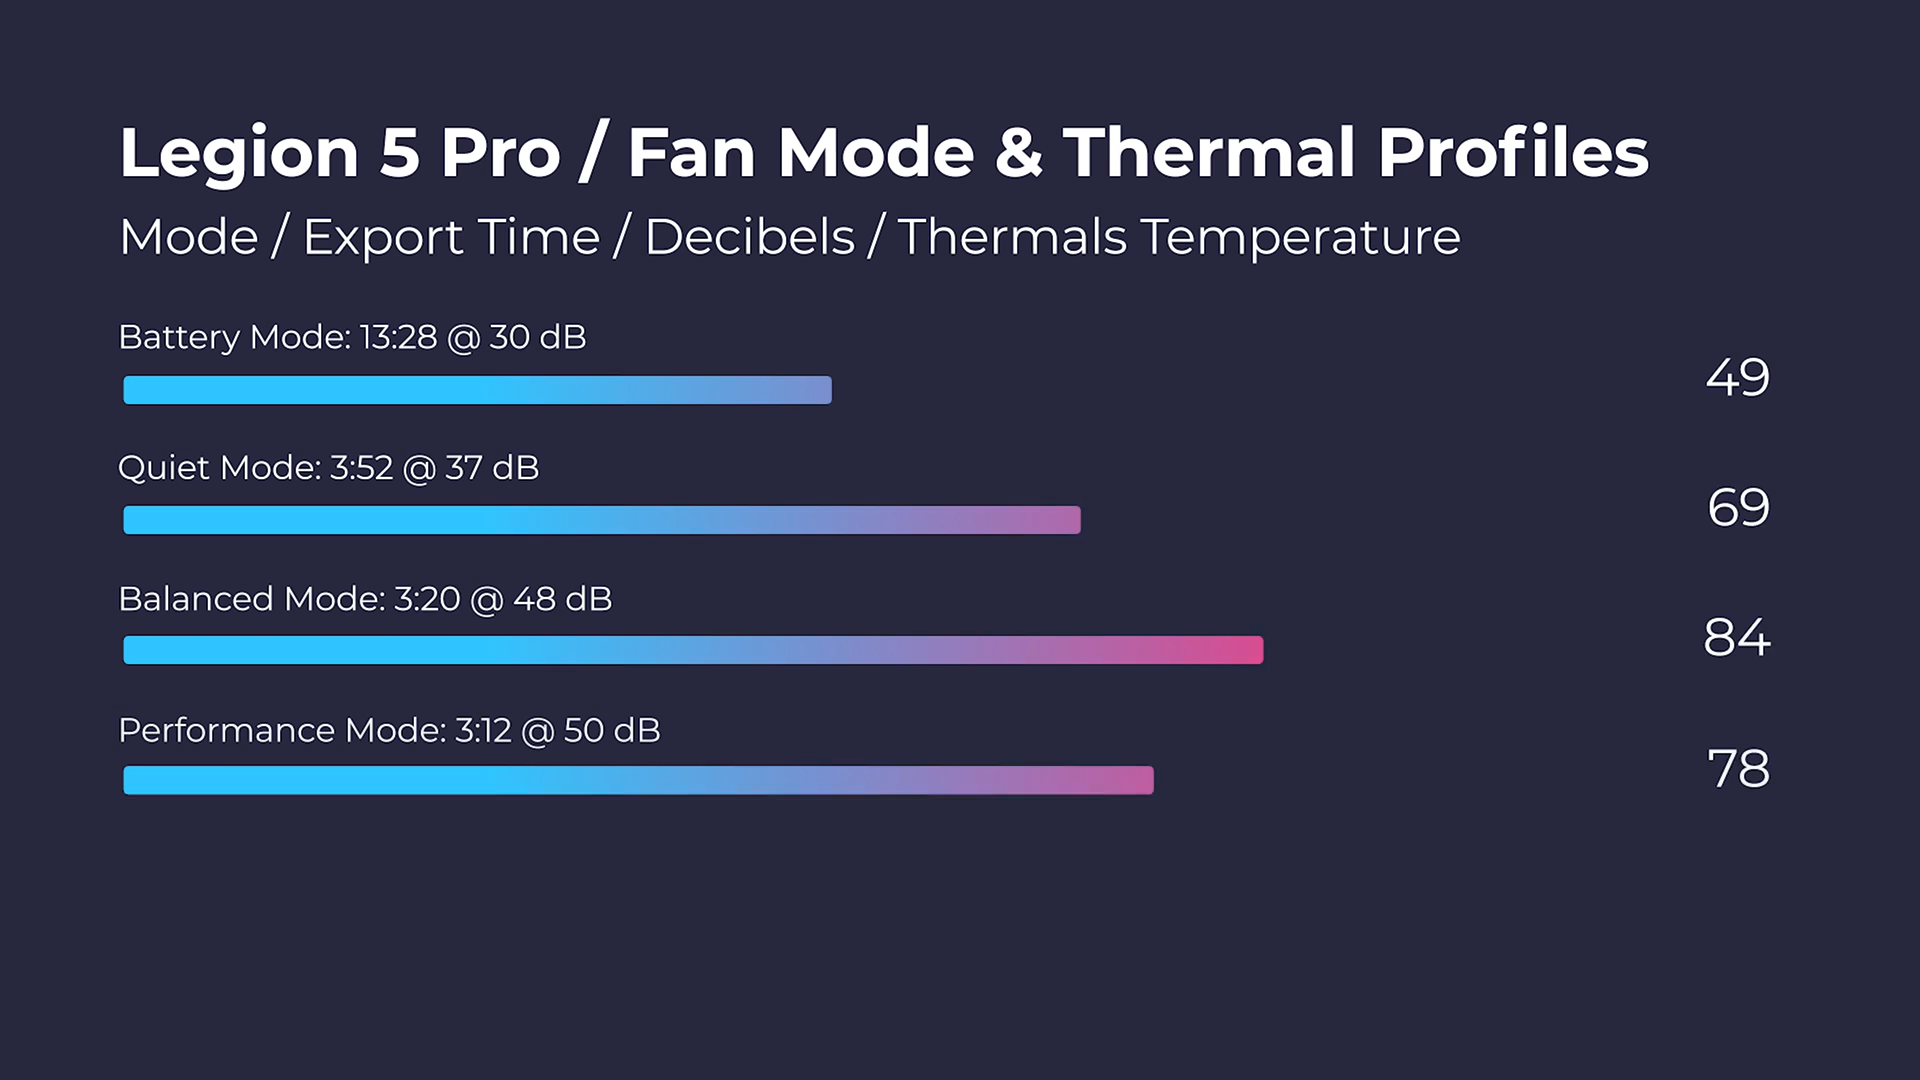 Legion 5 Pro / Fan Mode & Thermal Profiles
Mode / Export Time / Decibels / Thermals Temperature
Battery Mode: 13:28 @ 30 dB
49
Quiet Mode: 3:52 @ 37 dB
69
Balanced Mode: 3:20 @ 48 dB
84
Performance Mode: 3:12 @ 50 dB
78